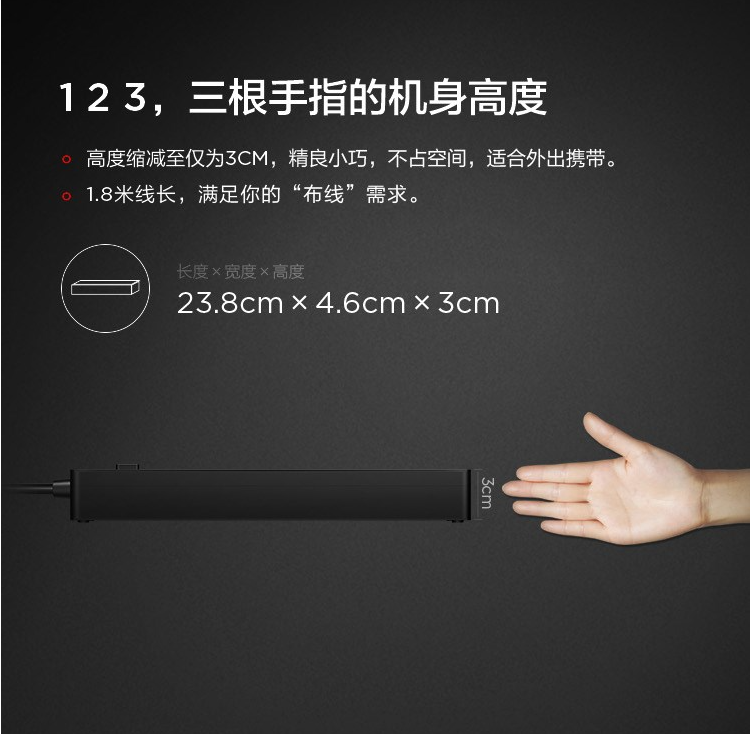 1 2 3，三根手指的机身高度
高度缩减至仅为3CM，精良小巧，不占空间，适合外出携带。
1.8米线长，满足你的“布线”需求。
长度×宽度×高度
23.8cm×4.6cm×3cm
3cm